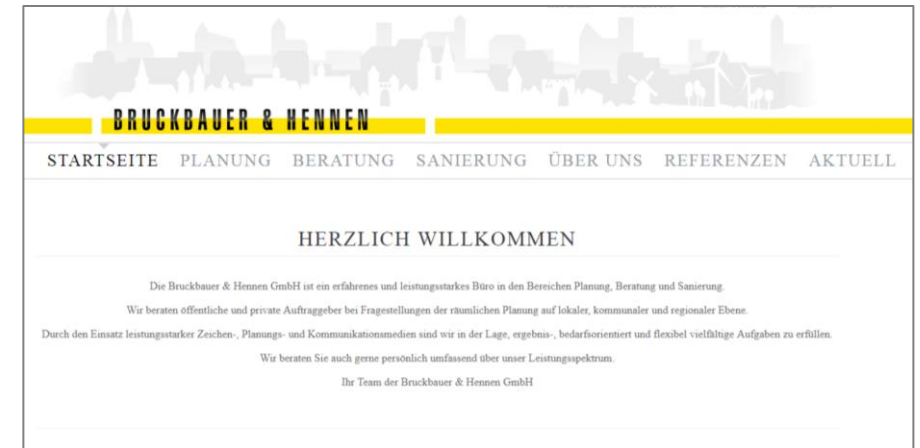 BRUCKBAUER & HENNEN
STARTSEITE PLANUNG BERATUNG SANIERUNG ÜBER UNS REFERENZEN AKTUELL
HERZLICH WILLKOMMEN
Die Bruckbauer & Hennen GmbH ist ein erfahrenes und leistungsstarkes Büro in den Bereichen Planung, Beratung und Sanierung.
Wir beraten öffentliche und private Auftraggeber bei Fragestellungen der räumlichen Planung auf lokaler, kommunaler und regionaler Ebene.
Durch den Einsatz leistungsstarker Zeichen-, Planungs- und Kommunikationsmedien sind wir in der Lage, ergebnis-, bedarfsorientiert und flexibel vielfältige Aufgaben zu erfüllen.
Wir beraten Sie auch gerne persönlich umfassend über unser Leistungsspektrum.
Ihr Team der Bruckbauer & Hennen GmbH